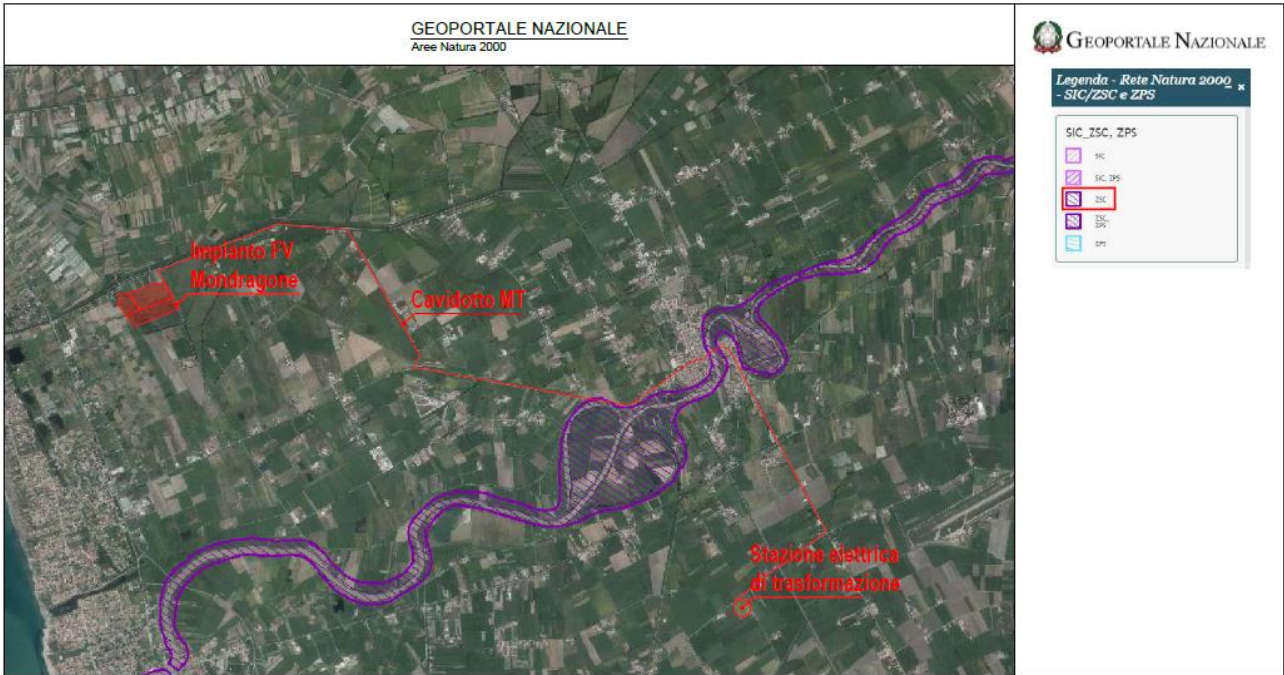 GEOPORTALE NAZIONALE
Aree Natura 2000
Impianto FV
Mondragone
Cavidotto MT
Stazione elettrica
di trasformazione
GEOPORTALE NAZIONALE
Legenda - Rete Natura 2000
- SIC/ZSC e ZPS
×
SIC_ZSC, ZPS
SIC
SIC, ZPS
ZSC
ZSC,
ZPS
ZPS